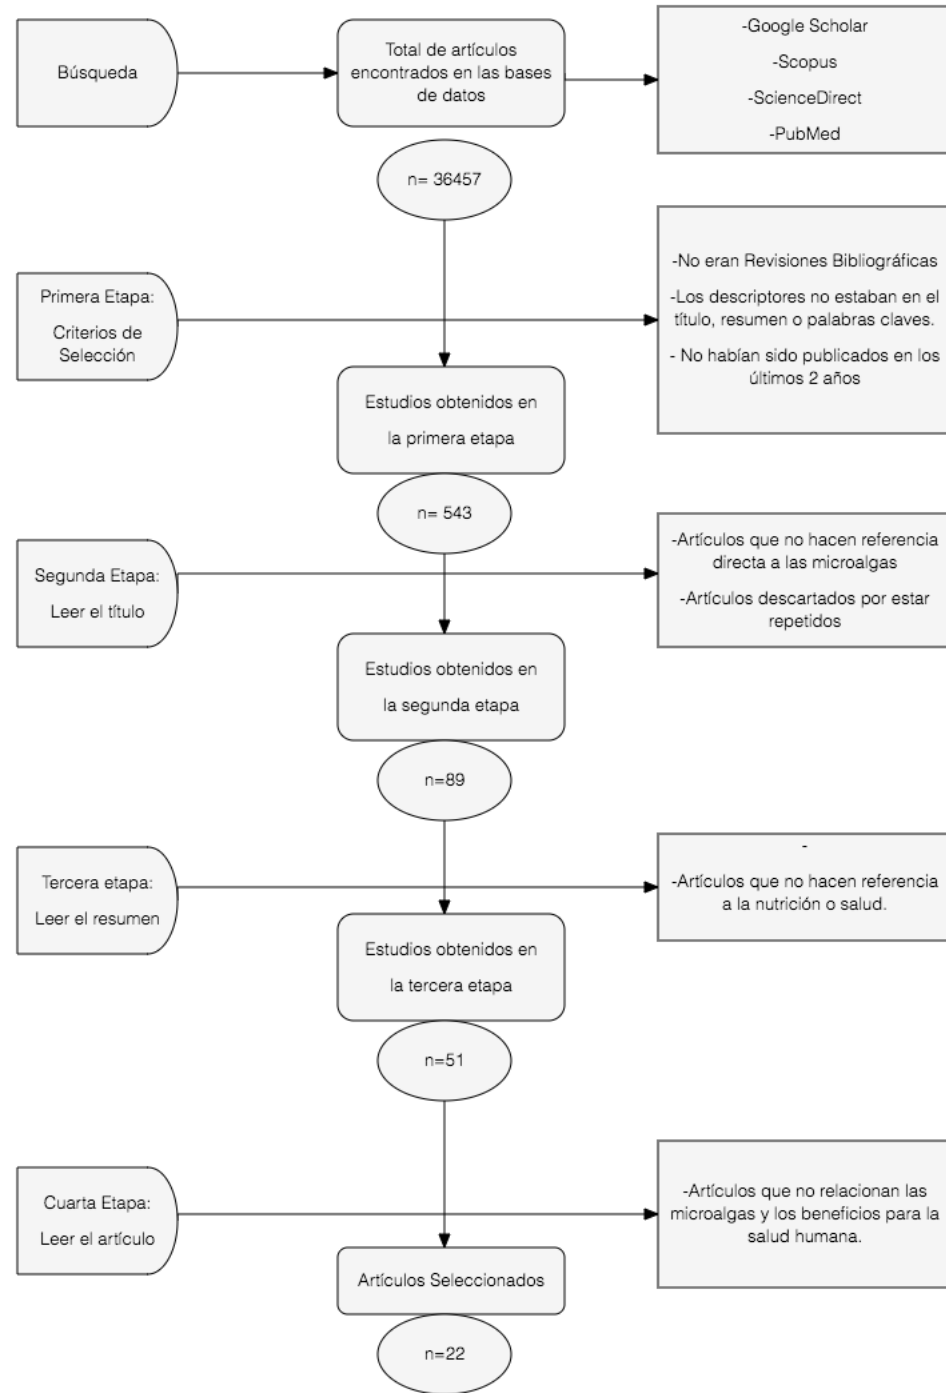 Búsqueda
Total de artículos
encontrados en las bases
de datos
-Google Scholar
-Scopus
-ScienceDirect
-PubMed
n= 36457
Primera Etapa:
Criterios de
Selección
-No eran Revisiones Bibliográficas
-Los descriptores no estaban en el
título, resumen o palabras claves.
- No habían sido publicados en los
últimos 2 años
Estudios obtenidos en
la primera etapa
n= 543
Segunda Etapa:
Leer el título
-Artículos que no hacen referencia
directa a las microalgas
-Artículos descartados por estar
repetidos
Estudios obtenidos en
la segunda etapa
n=89
Tercera etapa:
Leer el resumen
-
-Artículos que no hacen referencia
a la nutrición o salud.
Estudios obtenidos en
la tercera etapa
n=51
Cuarta Etapa:
Leer el artículo
-Artículos que no relacionan las
microalgas y los beneficios para la
salud humana.
Artículos Seleccionados
n=22